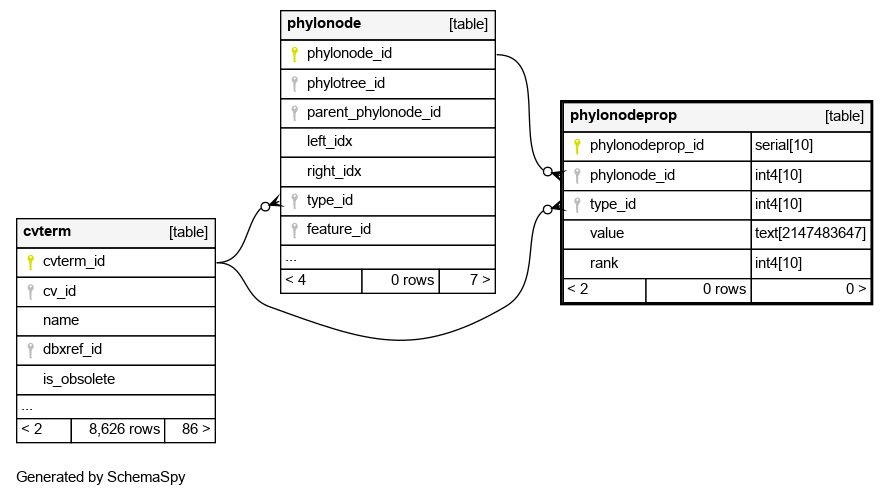 phylonode [table]
phylonode_id
phylotree_id
parent_phylonode_id
left_idx
right_idx
type_id
feature_id
...
< 4 0 rows 7 >
phylonodeprop [table]
phylonodeprop_id serial[10]
phylonode_id int4[10]
type_id int4[10]
value text[2147483647]
rank int4[10]
< 2 0 rows 0 >
cvterm [table]
cvterm_id
cv_id
name
dbxref_id
is_obsolete
...
< 2 8,626 rows 86 >
Generated by SchemaSpy